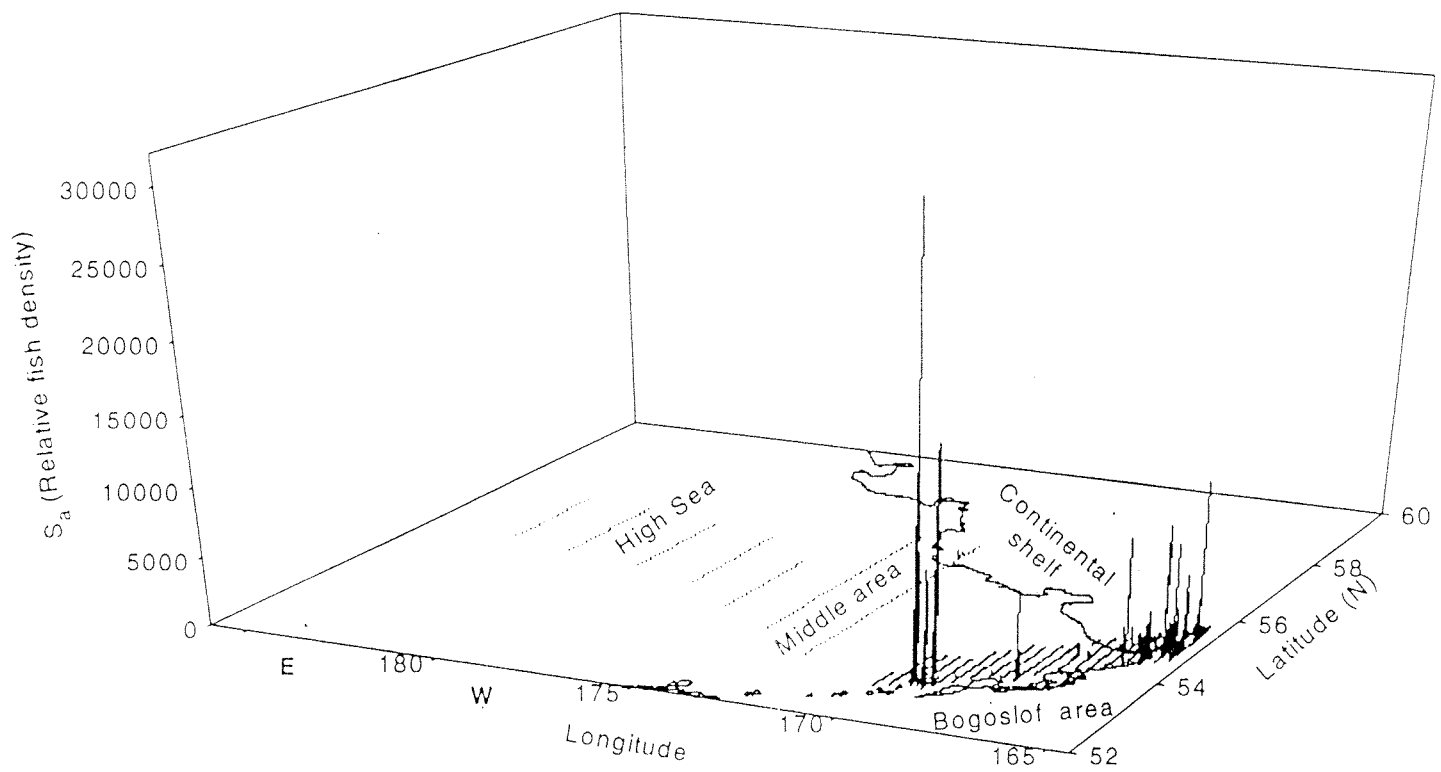 30000
25000
20000
15000
10000
5000
0
S_a (Relative fish density)
E
180
W
175
170
165
Longitude
52
54
56
58
60
Latitude (N)
High Sea
Middle area
Continental
shelf
Bogoslof area